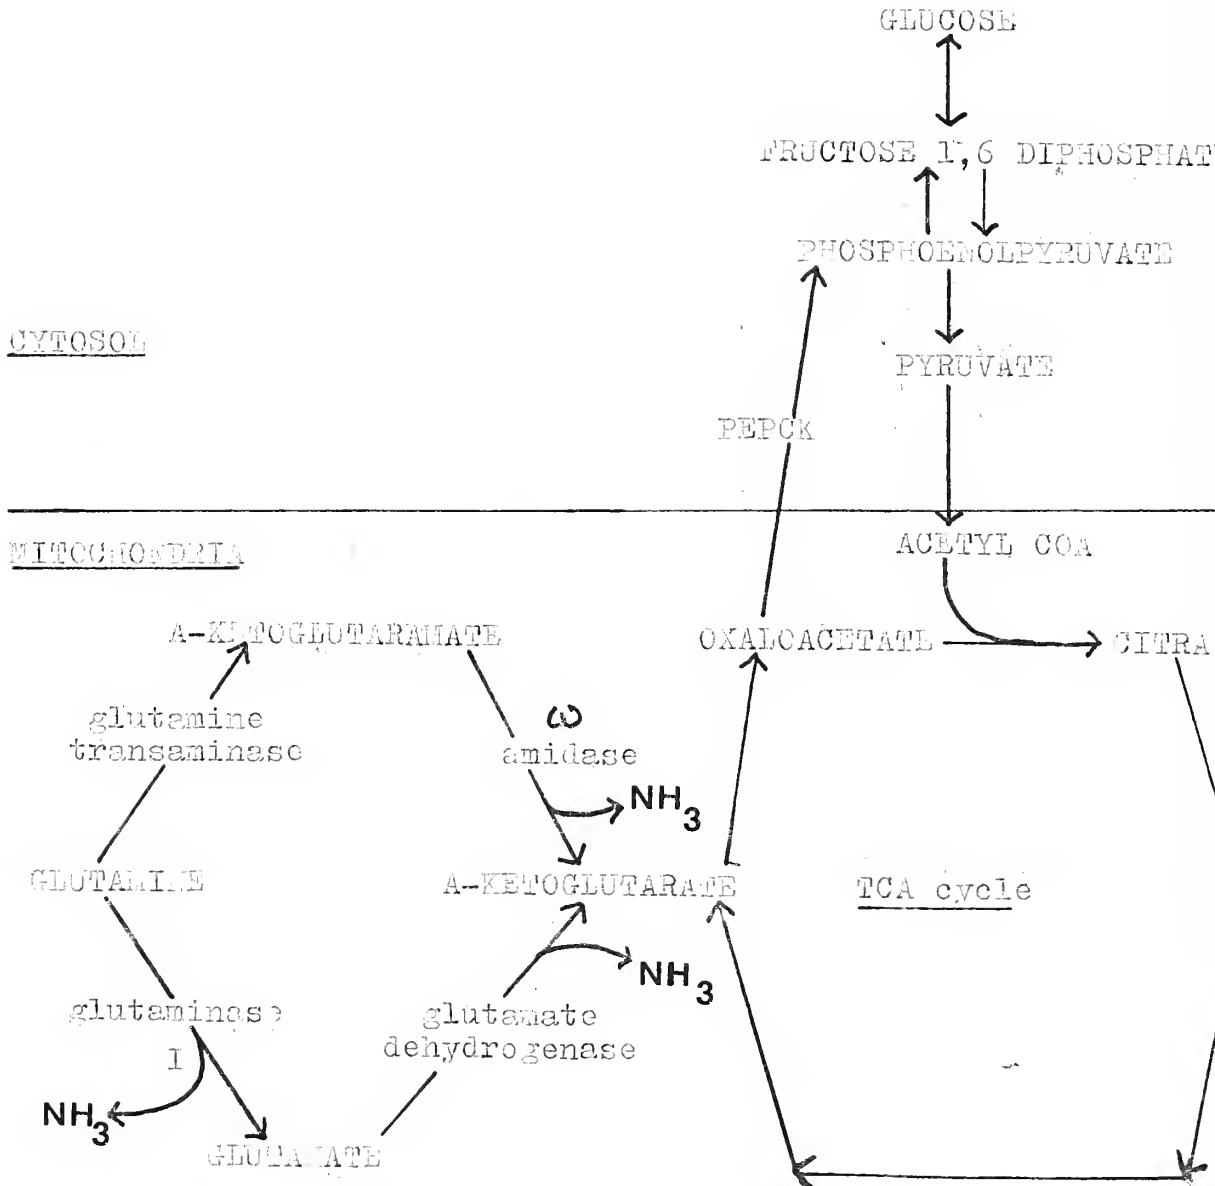 GLUCOSE
FRUCTOSE 1,6 DIPHOSPHAT
PHOSPHOENOLPYRUVATE
CYTOSOL
PYRUVATE
PEPCK
MITOCHONDRIA
ACETYL COA
A-KETOGLUTARAMATE
OXALOACETATE
CITRA
glutamine
transaminase
ω
amidase
NH3
GLUTAMINE
A-KETOGLUTARATE
TCA cycle
NH3
glutaminase
I
glutamate
dehydrogenase
NH3
GLUTAMATE